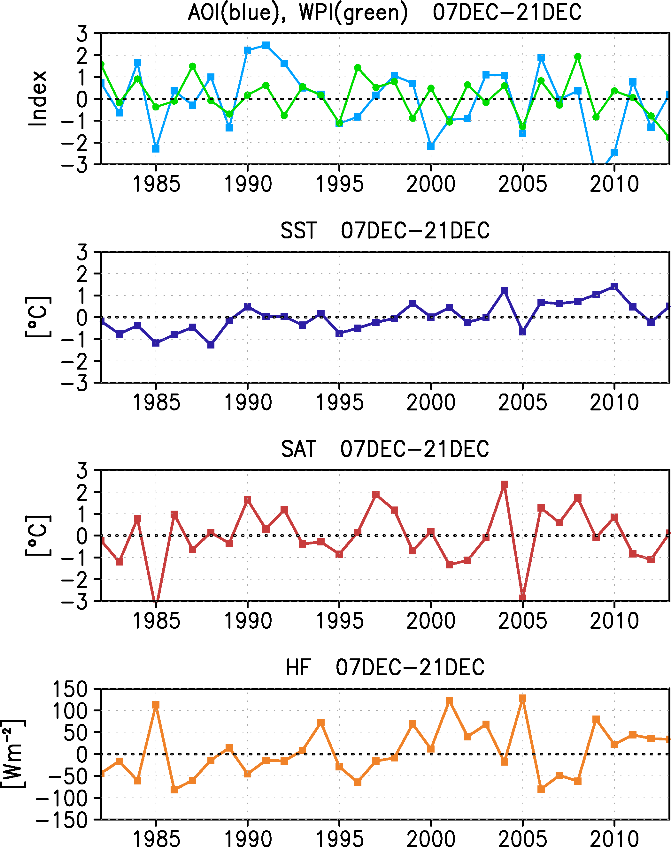 AOI(blue), WPI(green) 07DEC−21DEC
Index
3
2
1
0
−1
−2
−3
1985 1990 1995 2000 2005 2010
SST 07DEC−21DEC
[°C]
3
2
1
0
−1
−2
−3
1985 1990 1995 2000 2005 2010
SAT 07DEC−21DEC
[°C]
3
2
1
0
−1
−2
−3
1985 1990 1995 2000 2005 2010
HF 07DEC−21DEC
[Wm⁻²]
150
100
50
0
−50
−100
−150
1985 1990 1995 2000 2005 2010